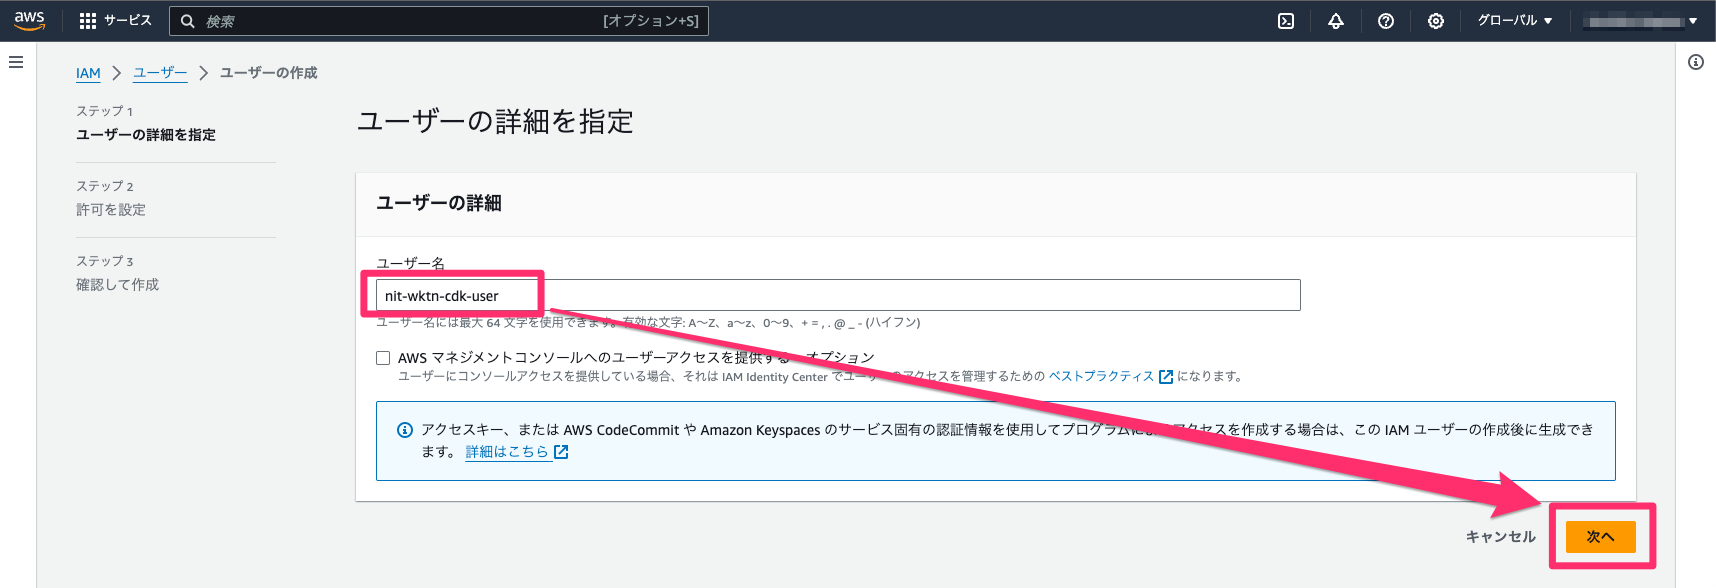 aws サービス 検索 [オプション+S] グローバル
IAM ユーザー ユーザーの作成
ステップ 1
ユーザーの詳細を指定
ステップ 2
許可を設定
ステップ 3
確認して作成
ユーザーの詳細を指定
ユーザーの詳細
ユーザー名
nit-wktn-cdk-user
ユーザー名には最大 64 文字を使用できます。有効な文字: A～Z、a～z、0～9、+ = , . @ _ - (ハイフン)
AWS マネジメントコンソールへのユーザーアクセスを提供する オプション
ユーザーにコンソールアクセスを提供している場合、それは IAM Identity Center でユーザーのアクセスを管理するための ベストプラクティス になります。
アクセスキー、または AWS CodeCommit や Amazon Keyspaces のサービス固有の認証情報を使用してプログラムによるアクセスを作成する場合は、この IAM ユーザーの作成後に生成でき
ます。 詳細はこちら
キャンセル 次へ